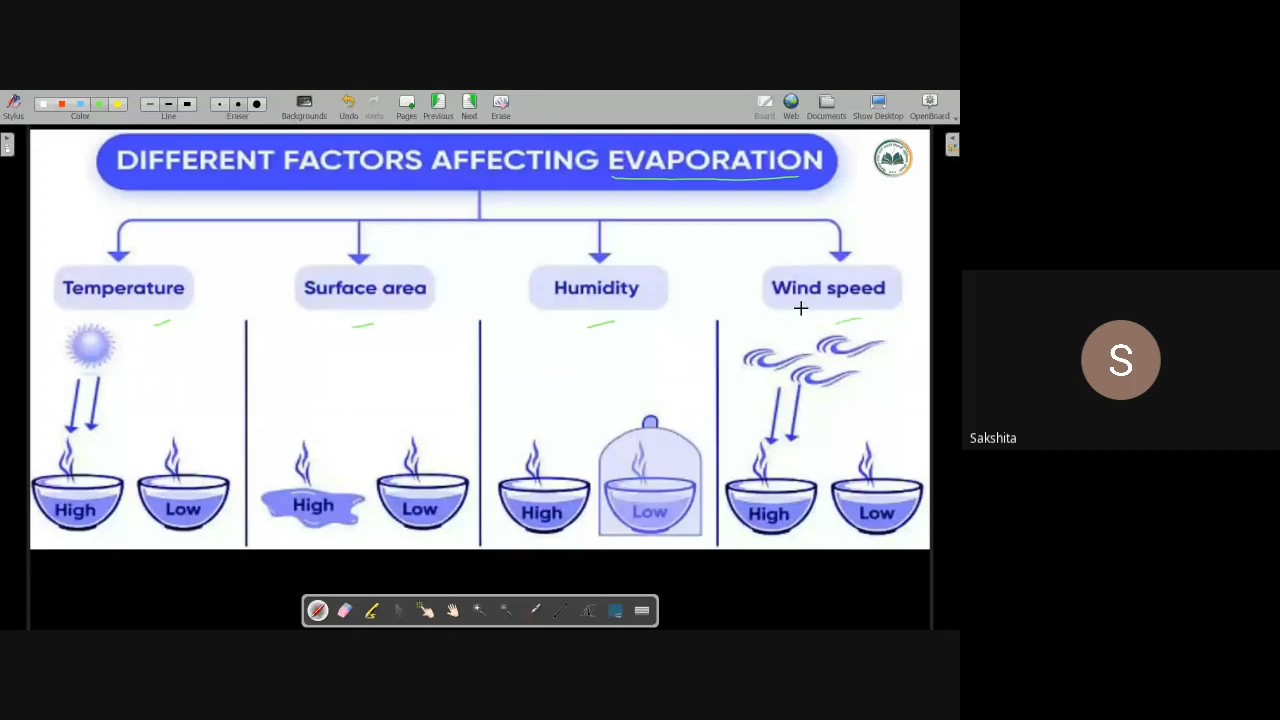 Stylus
Color
Line
Eraser
Backgrounds
Undo
Redo
Pages
Previous
Next
Erase
Board
Web
Documents
Show Desktop
OpenBoard
DIFFERENT FACTORS AFFECTING EVAPORATION
Temperature
Surface area
Humidity
Wind speed
High
Low
High
Low
High
Low
High
Low
S
Sakshita